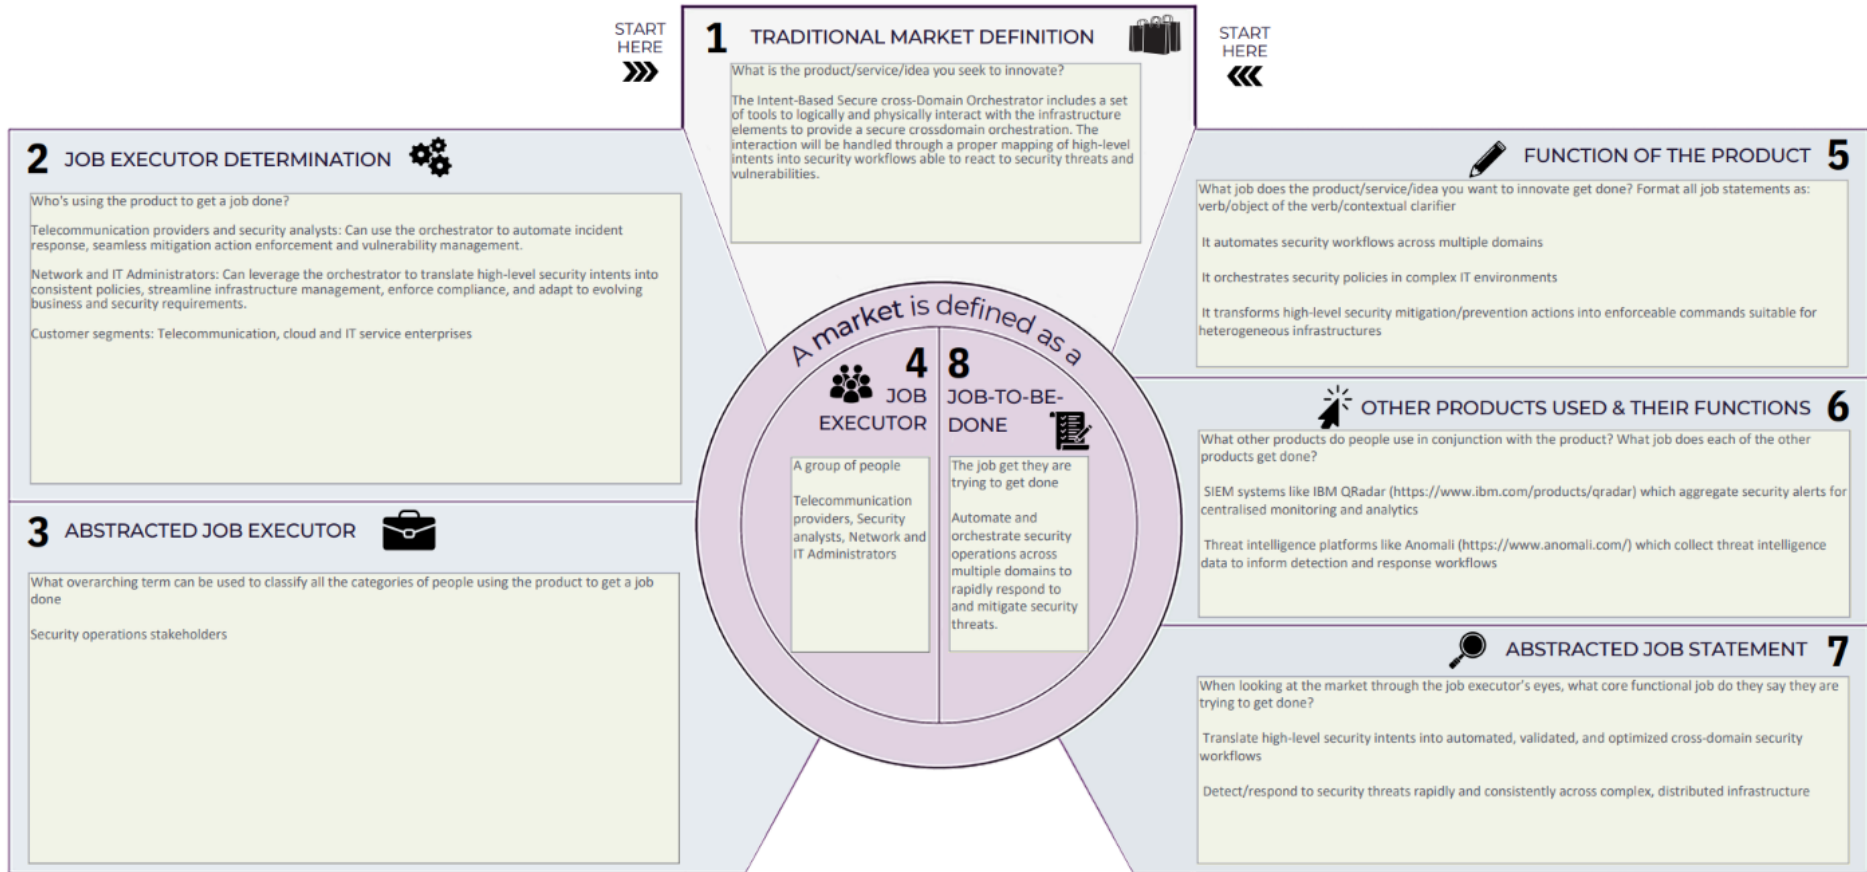 START
HERE
1 TRADITIONAL MARKET DEFINITION
START
HERE
What is the product/service/idea you seek to innovate?
The Intent-Based Secure cross-Domain Orchestrator includes a set
of tools to logically and physically interact with the infrastructure
elements to provide a secure crossdomain orchestration. The
interaction will be handled through a proper mapping of high-level
intents into security workflows able to react to security threats and
vulnerabilities.
2 JOB EXECUTOR DETERMINATION
Who's using the product to get a job done?
Telecommunication providers and security analysts: Can use the orchestrator to automate incident
response, seamless mitigation action enforcement and vulnerability management.
Network and IT Administrators: Can leverage the orchestrator to translate high-level security intents into
consistent policies, streamline infrastructure management, enforce compliance, and adapt to evolving
business and security requirements.
Customer segments: Telecommunication, cloud and IT service enterprises
3 ABSTRACTED JOB EXECUTOR
What overarching term can be used to classify all the categories of people using the product to get a job
done
Security operations stakeholders
A market is defined as a
4
JOB
EXECUTOR
A group of people
Telecommunication
providers, Security
analysts, Network and
IT Administrators
8
JOB-TO-BE-
DONE
The job get they are
trying to get done
Automate and
orchestrate security
operations across
multiple domains to
rapidly respond to
and mitigate security
threats.
FUNCTION OF THE PRODUCT 5
What job does the product/service/idea you want to innovate get done? Format all job statements as:
verb/object of the verb/contextual clarifier
It automates security workflows across multiple domains
It orchestrates security policies in complex IT environments
It transforms high-level security mitigation/prevention actions into enforceable commands suitable for
heterogeneous infrastructures
OTHER PRODUCTS USED & THEIR FUNCTIONS 6
What other products do people use in conjunction with the product? What job does each of the other
products get done?
SIEM systems like IBM QRadar (https://www.ibm.com/products/qradar) which aggregate security alerts for
centralised monitoring and analytics
Threat intelligence platforms like Anomali (https://www.anomali.com/) which collect threat intelligence
data to inform detection and response workflows
ABSTRACTED JOB STATEMENT 7
When looking at the market through the job executor's eyes, what core functional job do they say they are
trying to get done?
Translate high-level security intents into automated, validated, and optimized cross-domain security
workflows
Detect/respond to security threats rapidly and consistently across complex, distributed infrastructure